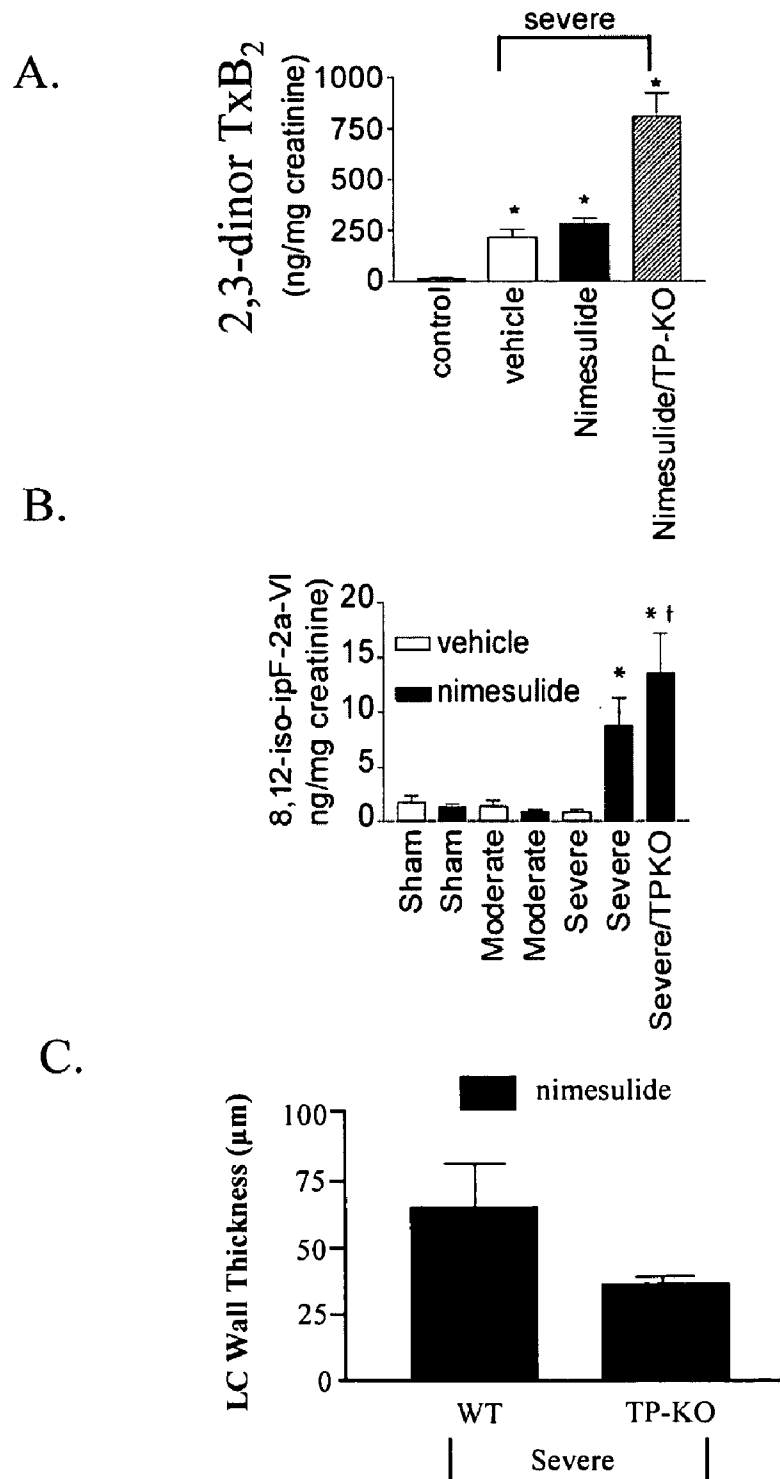 A.
severe
2,3-dinor TxB2
(ng/mg creatinine)
1000
750
500
250
0
*
*
*
control
vehicle
Nimesulide
Nimesulide/TP-KO
B.
8,12-iso-ipF-2a-VI
ng/mg creatinine)
20
15
10
5
0
vehicle
nimesulide
*
* †
Sham
Sham
Moderate
Moderate
Severe
Severe
Severe/TPKO
C.
nimesulide
LC Wall Thickness (µm)
100
75
50
25
0
WT
TP-KO
Severe